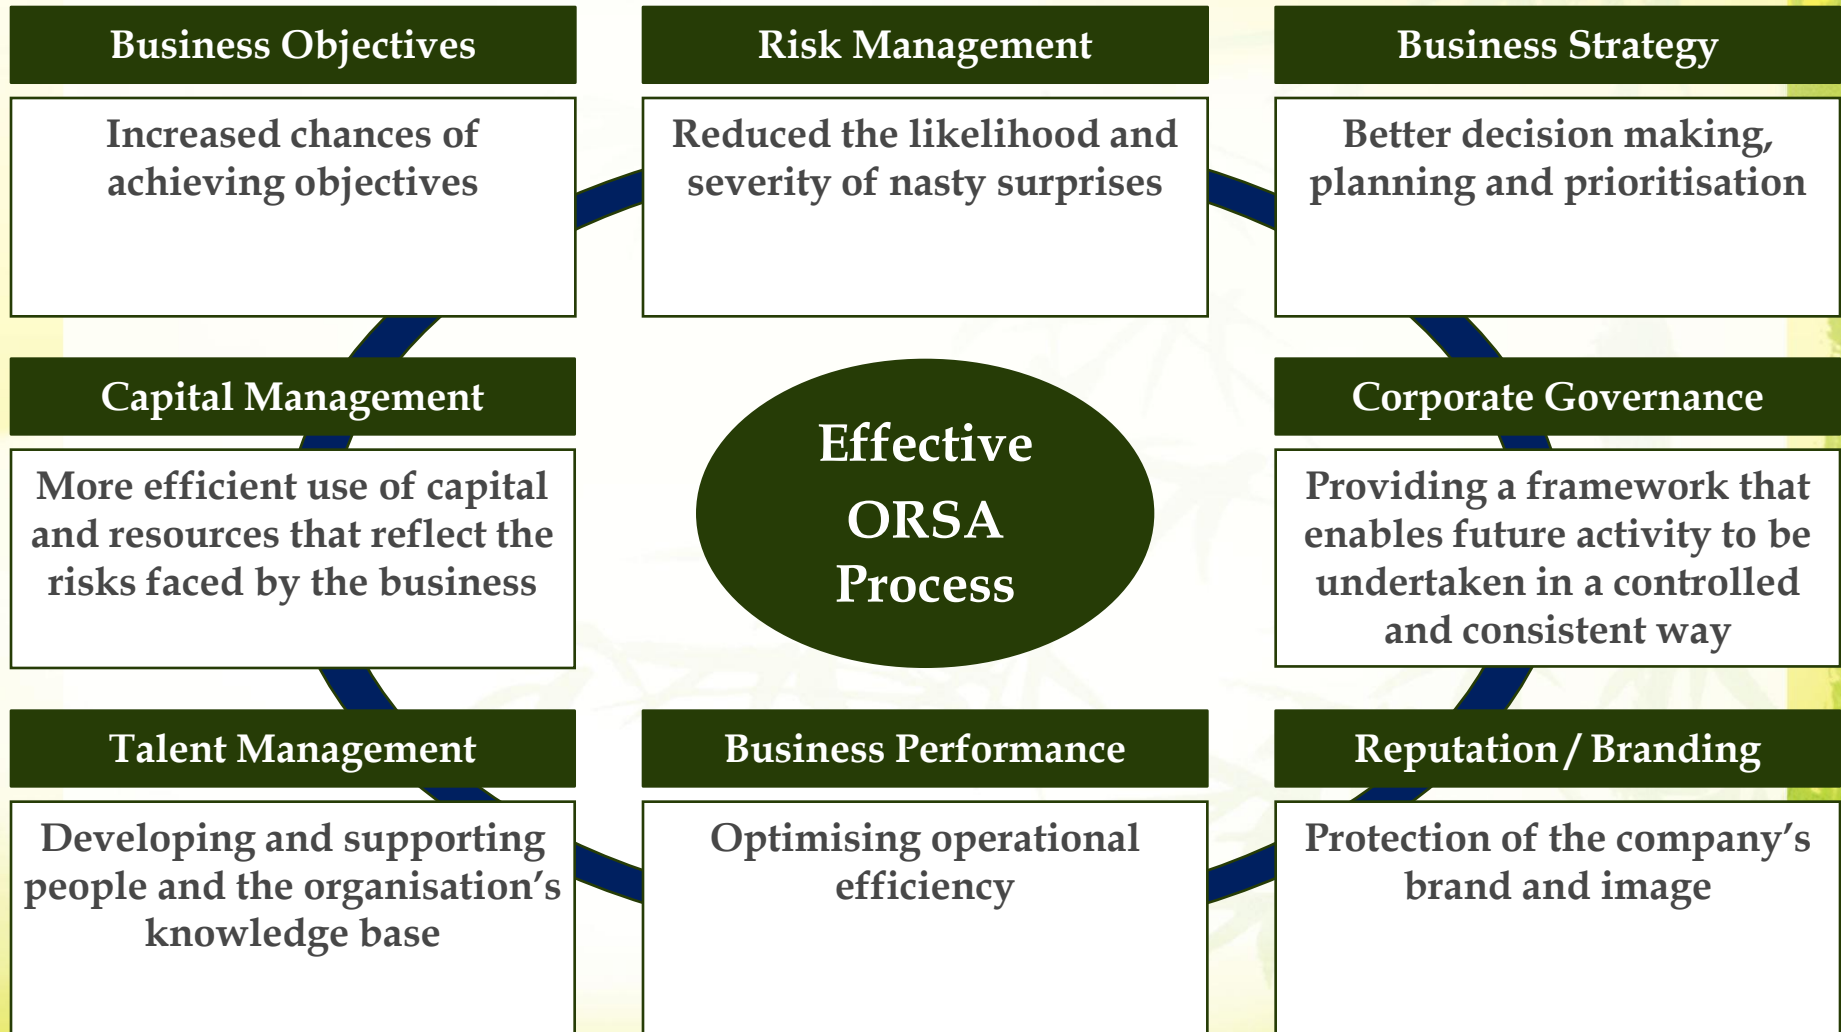 Business Objectives
Increased chances of
achieving objectives
Risk Management
Reduced the likelihood and
severity of nasty surprises
Business Strategy
Better decision making,
planning and prioritisation
Capital Management
More efficient use of capital
and resources that reflect the
risks faced by the business
Effective
ORSA
Process
Corporate Governance
Providing a framework that
enables future activity to be
undertaken in a controlled
and consistent way
Talent Management
Developing and supporting
people and the organisation’s
knowledge base
Business Performance
Optimising operational
efficiency
Reputation / Branding
Protection of the company’s
brand and image